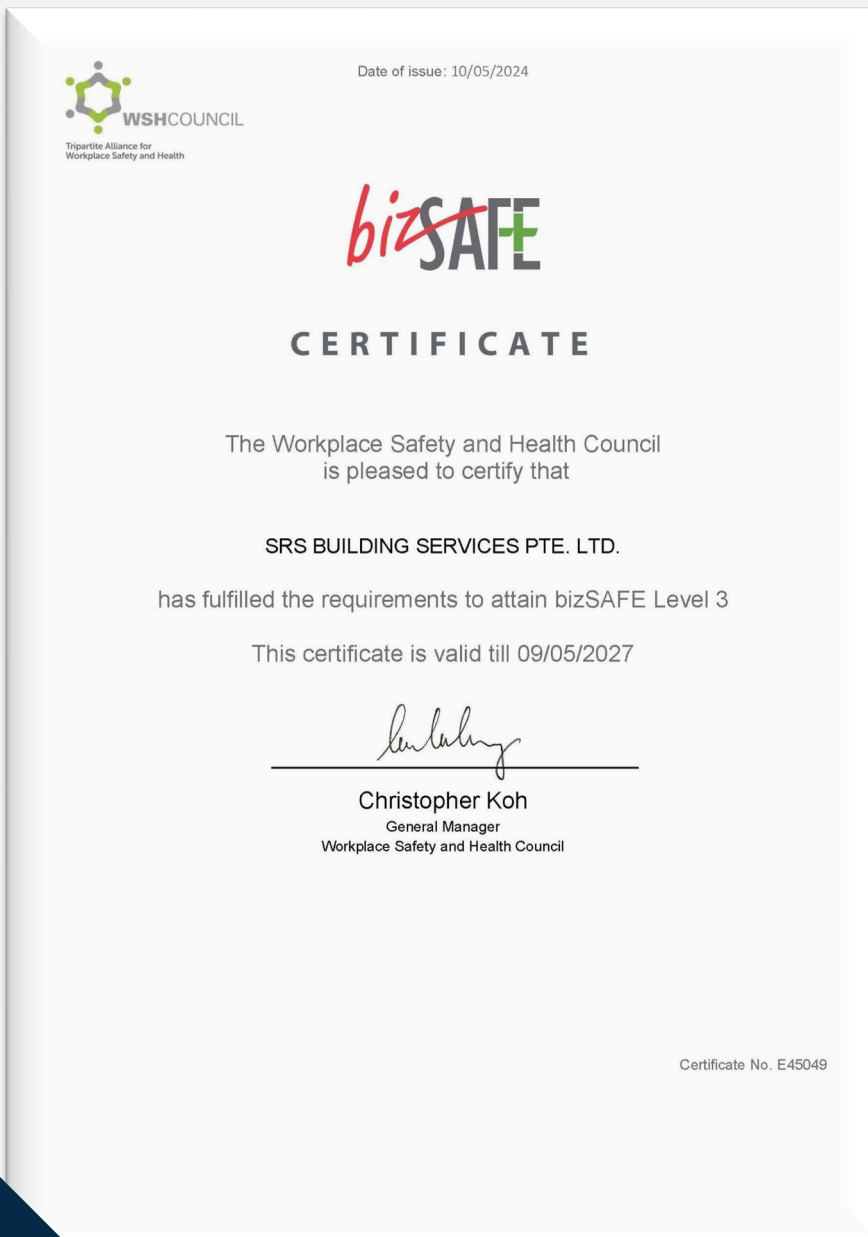 Date of issue: 10/05/2024
WSHCOUNCIL
Tripartite Alliance for
Workplace Safety and Health
bizSAFE
CERTIFICATE
The Workplace Safety and Health Council
is pleased to certify that
SRS BUILDING SERVICES PTE. LTD.
has fulfilled the requirements to attain bizSAFE Level 3
This certificate is valid till 09/05/2027
Christopher Koh
General Manager
Workplace Safety and Health Council
Certificate No. E45049